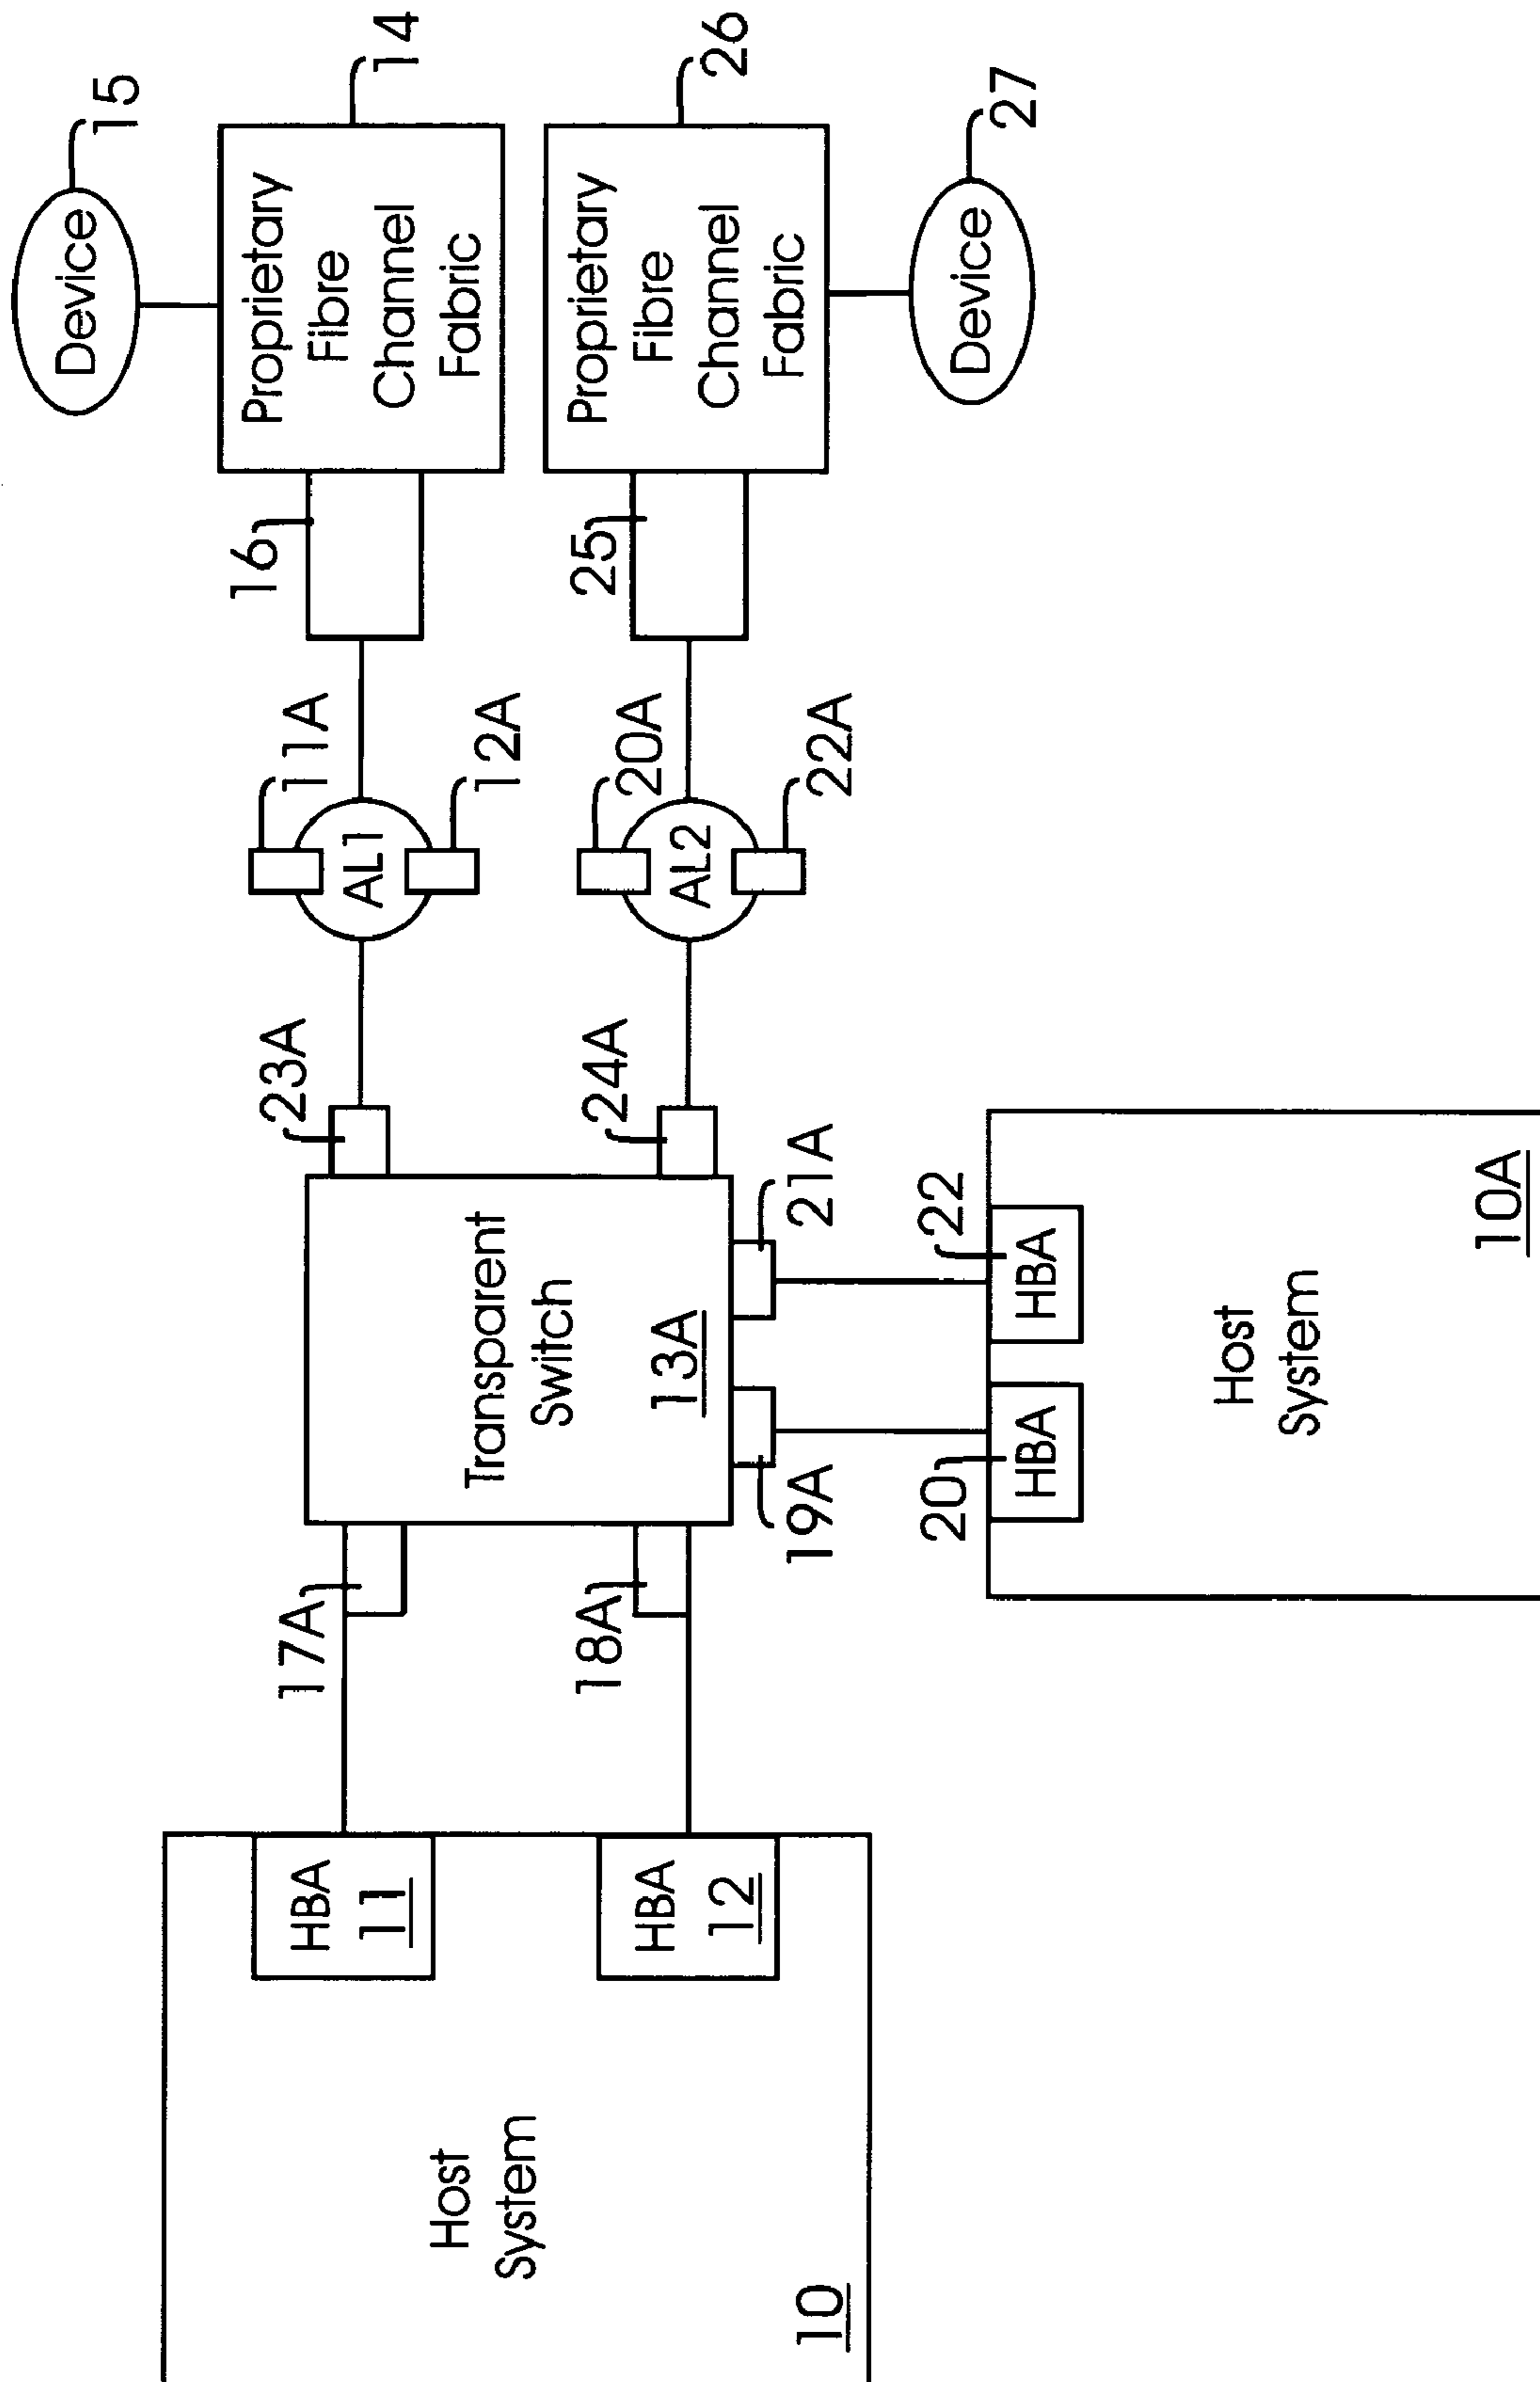 Host
System
10
HBA
11
HBA
12
17A
18A
Transparent
Switch
13A
19A
21A
23A
24A
20
HBA
22
HBA
Host
System
10A
AL1
11A
12A
AL2
20A
22A
16
25
Proprietary
Fibre
Channel
Fabric
14
Device
15
Proprietary
Fibre
Channel
Fabric
26
Device
27